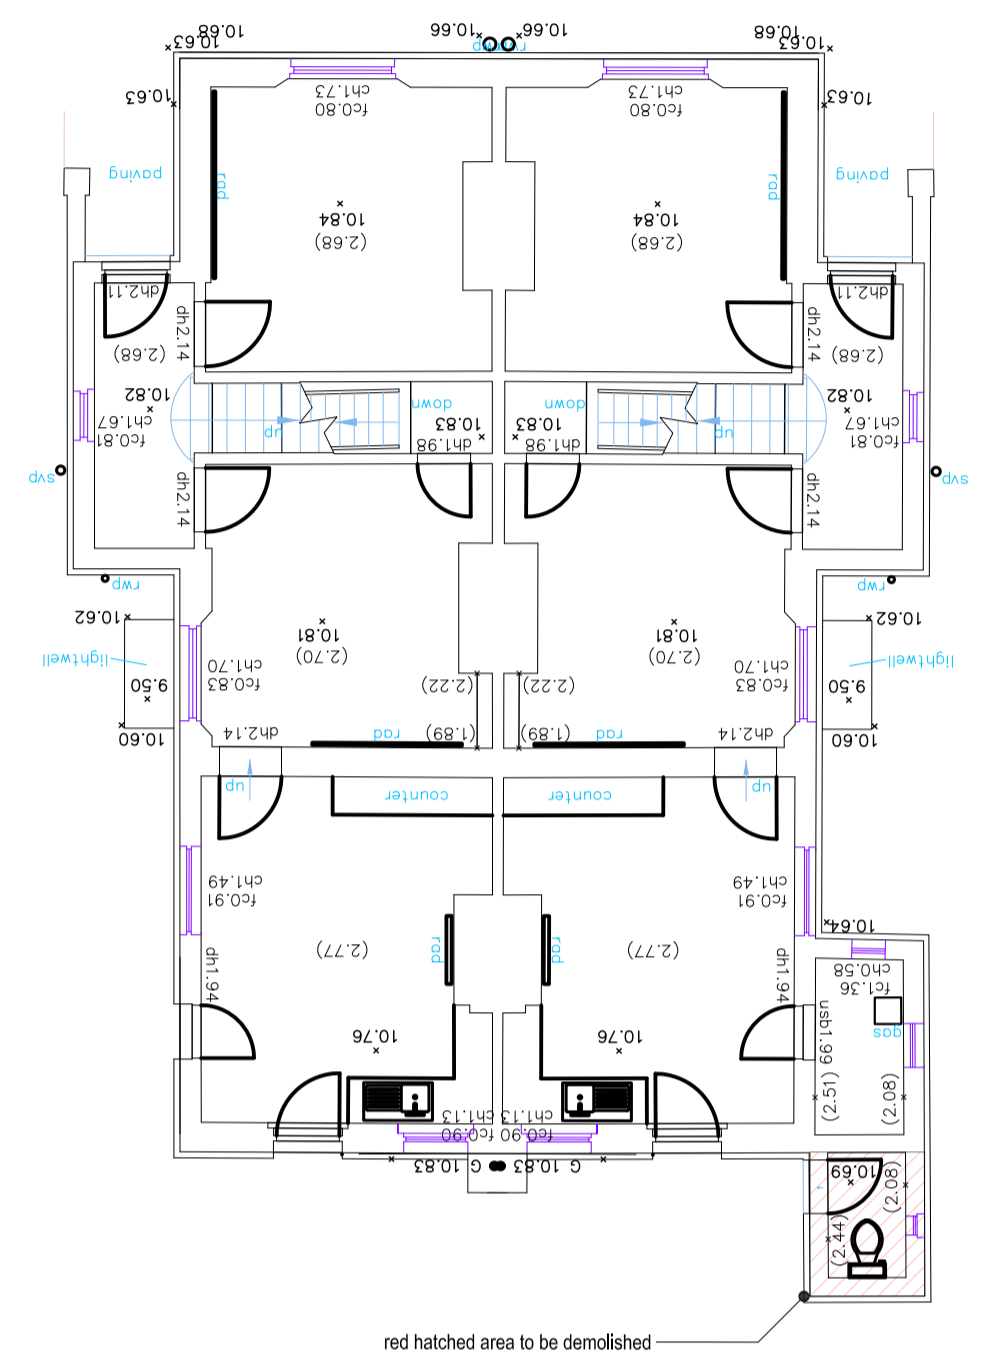 10.68
10.63
10.66
10.66
10.68
10.63
rwp
ch1.73
fc0.80
ch1.73
fc0.80
10.63
10.63
paving
rad
rad
paving
10.84
(2.68)
10.84
(2.68)
dh2.11
dh2.11
dh2.14
dh2.14
(2.68)
(2.68)
10.82
ch1.67
fc0.81
10.82
ch1.67
fc0.81
up
down
10.83
dh1.98
down
10.83
dh1.98
up
svp
svp
dh2.14
dh2.14
rwp
rwp
10.62
10.62
10.81
(2.70)
10.81
(2.70)
lightwell
lightwell
ch1.70
fc0.83
ch1.70
fc0.83
9.50
9.50
(2.22)
(2.22)
10.60
10.60
dh2.14
rad
(1.89)
(1.89)
rad
dh2.14
up
counter
counter
up
ch1.49
fc0.91
ch1.49
fc0.91
10.64
(2.77)
(2.77)
rad
rad
dh1.94
dh1.94
ch0.58
fc1.36
gas
10.76
10.76
(2.51)
(2.08)
ch1.13
fc0.90
ch1.13
fc0.90
G
10.83
10.83
G
10.69
(2.08)
(2.44)
red hatched area to be demolished